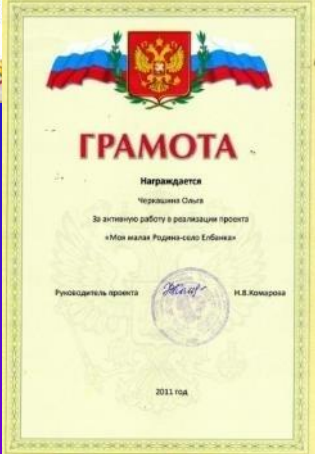 ГРАМОТА
Награждается
Черкашина Ольга
За активную работу в реализации проекта
«Моя малая Родина-село Елбанка»
Руководитель проекта Н.В.Комарова
2011 год